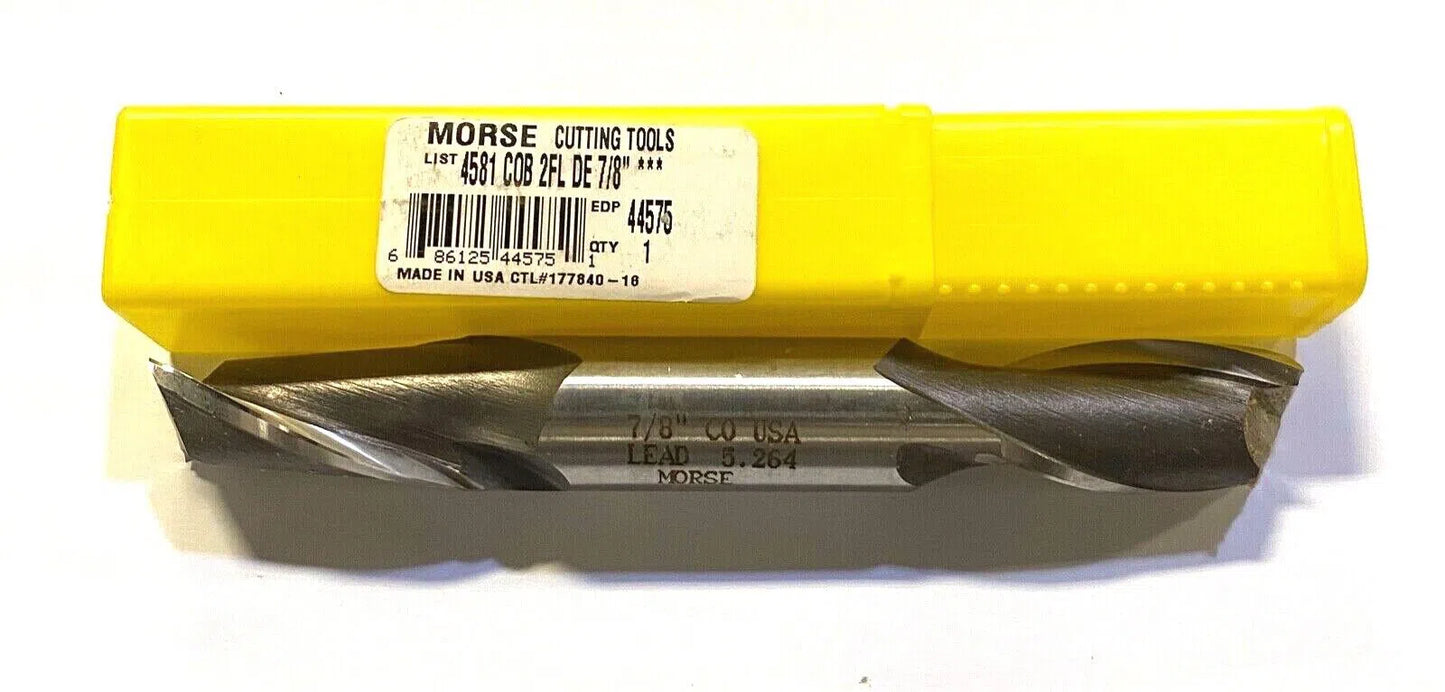 MORSE CUTTING TOOLS
LIST 4581 COB 2FL DE 7/8" ***
EDP 44575
QTY 1
6 86125 44575 1
MADE IN USA CTL#177840-16
7/8" CO USA
LEAD 5.264
MORSE